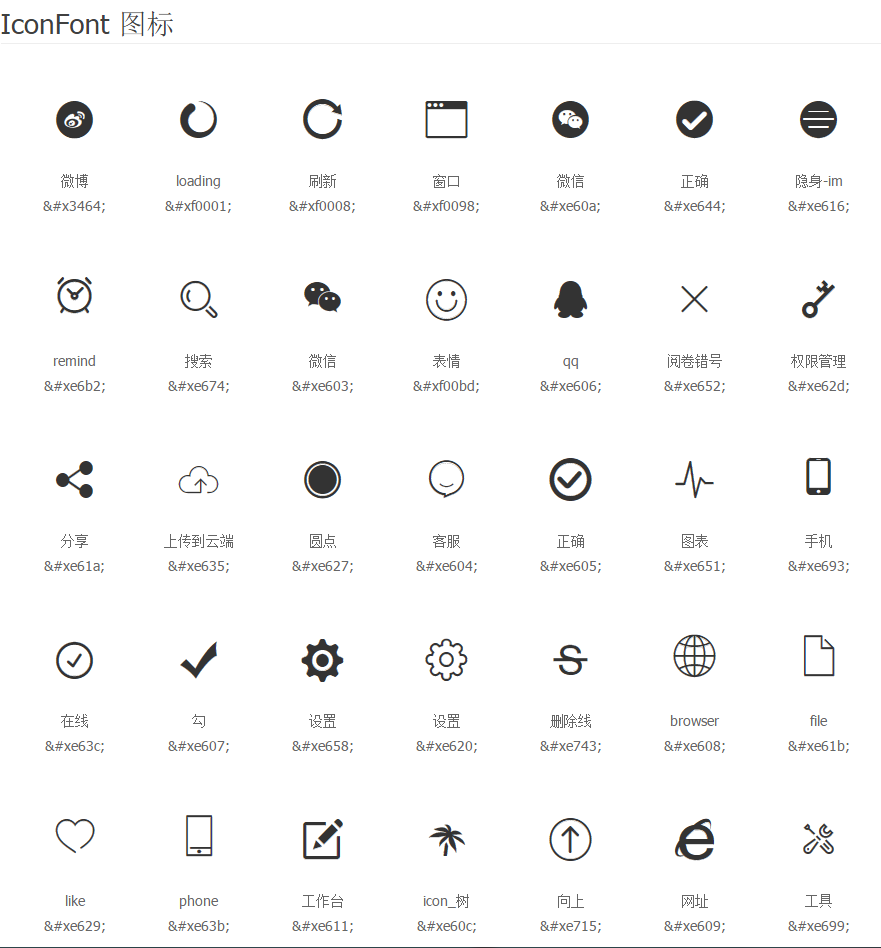 IconFont 图标
微博 loading 刷新 窗口 微信 正确 隐身-im
&#x3464; &#xf0001; &#xf0008; &#xf0098; &#xe60a; &#xe644; &#xe616;
remind 搜索 微信 表情 qq 阅卷错号 权限管理
&#xe6b2; &#xe674; &#xe603; &#xf00bd; &#xe606; &#xe652; &#xe62d;
分享 上传到云端 圆点 客服 正确 图表 手机
&#xe61a; &#xe635; &#xe627; &#xe604; &#xe605; &#xe651; &#xe693;
在线 勾 设置 设置 删除线 browser file
&#xe63c; &#xe607; &#xe658; &#xe620; &#xe743; &#xe608; &#xe61b;
like phone 工作台 icon_树 向上 网址 工具
&#xe629; &#xe63b; &#xe611; &#xe60c; &#xe715; &#xe609; &#xe699;